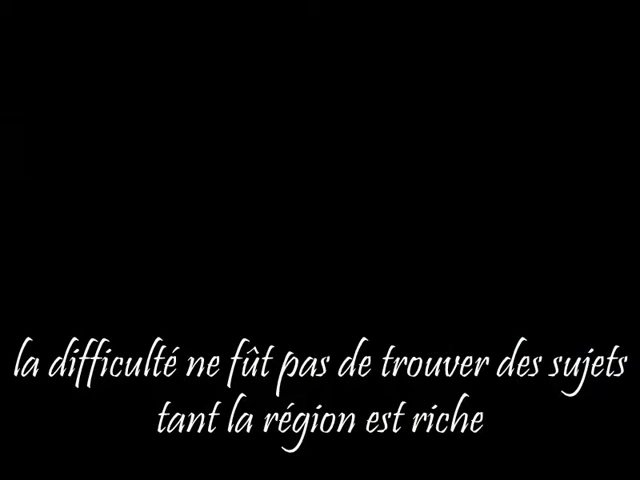 la difficulté ne fût pas de trouver des sujets
tant la région est riche